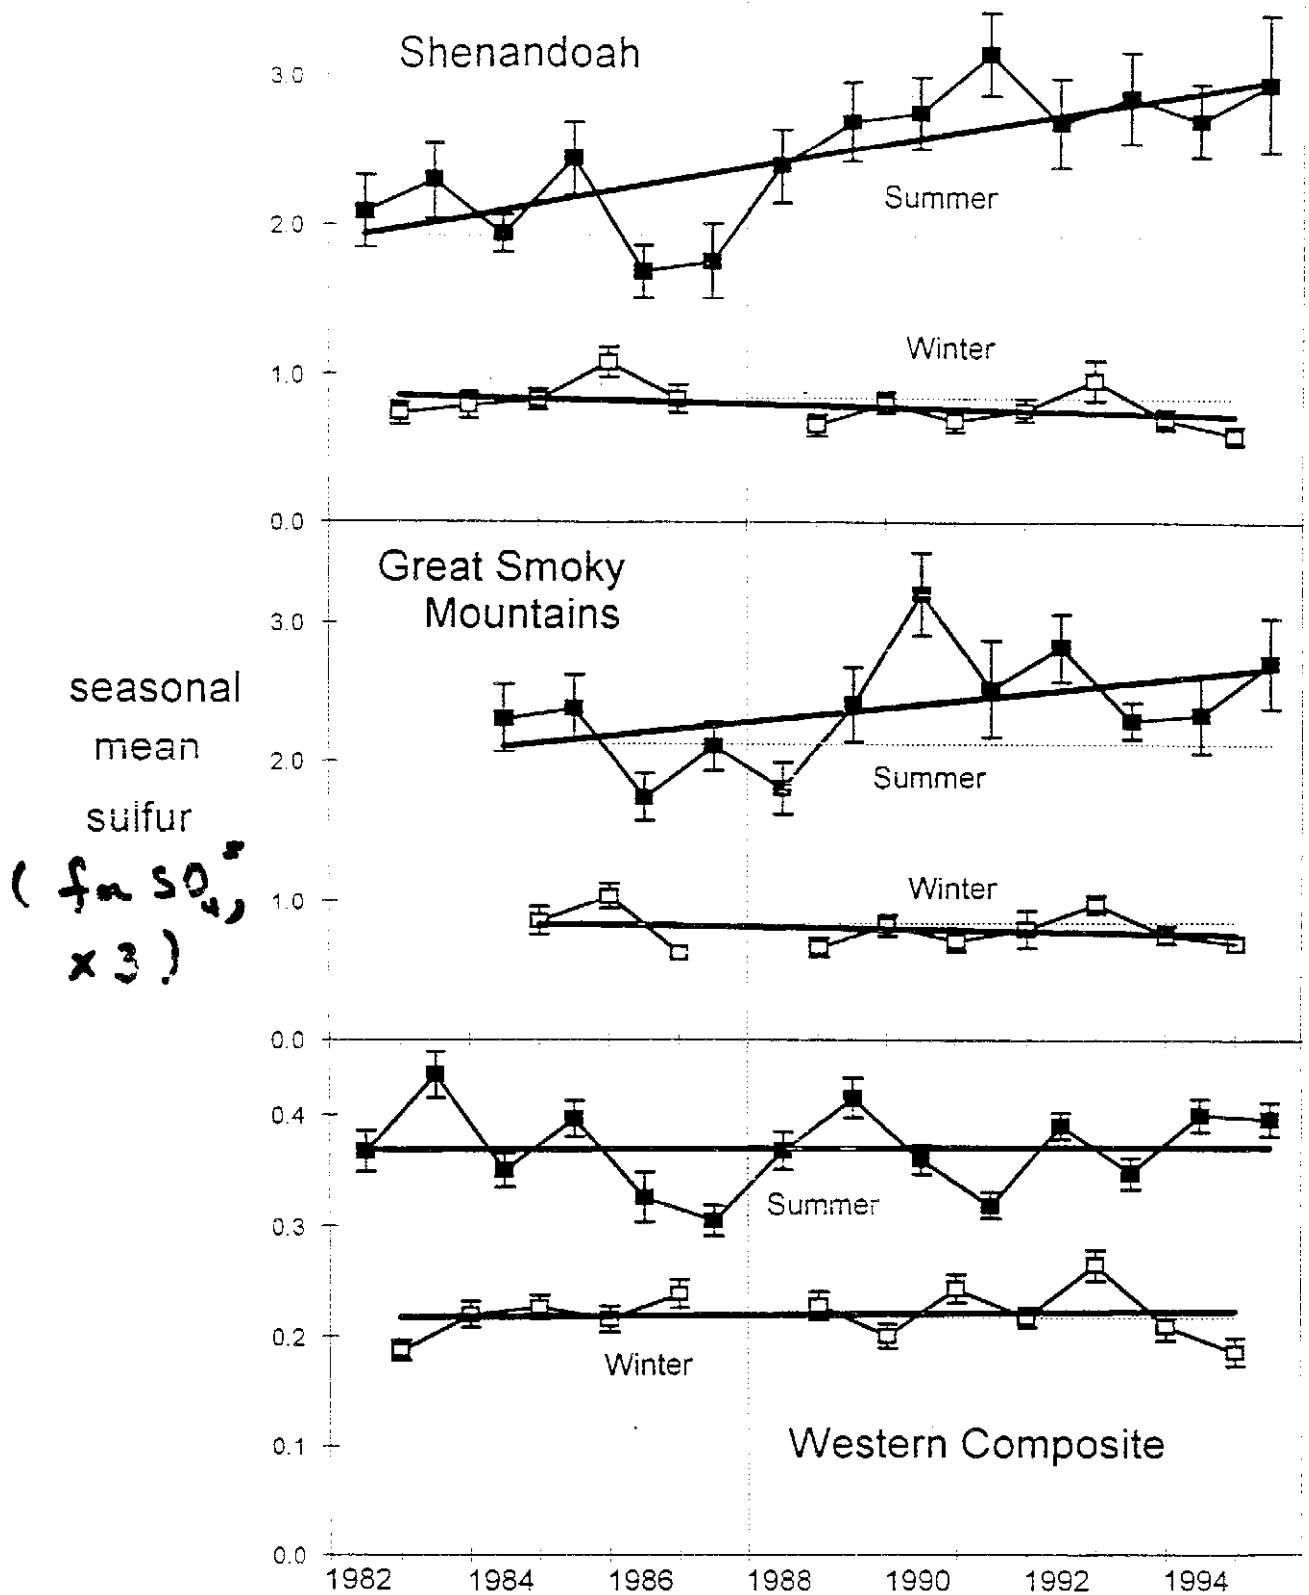 Shenandoah
3.0
Summer
2.0
Winter
1.0
0.0
Great Smoky
Mountains
3.0
seasonal
mean
sulfur
(for SO₄⁼,
x3)
2.0
Summer
Winter
1.0
0.0
0.4
Summer
0.3
0.2
Winter
Western Composite
0.1
0.0
1982 1984 1986 1988 1990 1992 1994